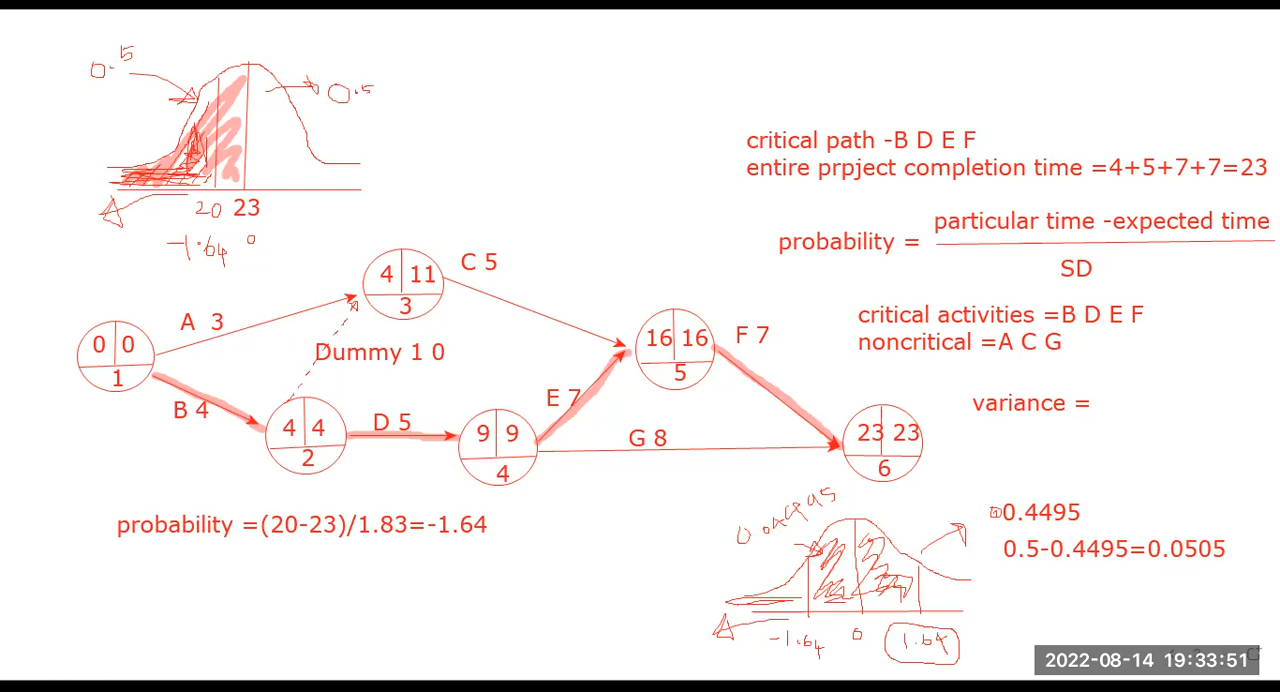 0.5
0.5
20 23
-1.64 0
critical path -B D E F
entire prpject completion time =4+5+7+7=23
particular time -expected time
probability =
SD
critical activities =B D E F
noncritical =A C G
variance =
4 11
3
C 5
A 3
0 0
1
Dummy 1 0
16 16
5
F 7
B 4
4 4
2
D 5
E 7
9 9
4
G 8
23 23
6
probability =(20-23)/1.83=-1.64
0.4495
0.5-0.4495=0.0505
-1.64 0 1.64
2022-08-14 19:33:51